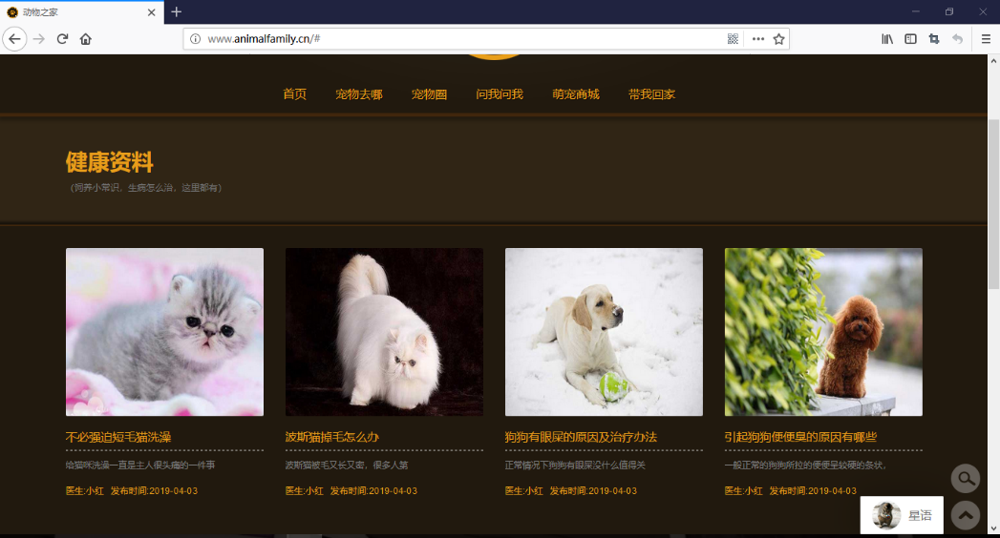 动物之家
www.animalfamily.cn/#
首页 宠物去哪 宠物圈 问我问我 萌宠商城 带我回家
健康资料
（饲养小常识，生病怎么治，这里都有）
不必强迫短毛猫洗澡
给猫咪洗澡一直是主人很头痛的一件事
医生:小红 发布时间:2019-04-03
波斯猫掉毛怎么办
波斯猫被毛又长又密，很多人第
医生:小红 发布时间:2019-04-03
狗狗有眼屎的原因及治疗办法
正常情况下狗狗有眼屎没什么值得关
医生:小红 发布时间:2019-04-03
引起狗狗便便臭的原因有哪些
一般正常的狗狗所拉的便便呈较硬的条状，
医生:小红 发布时间:2019-04-03
星语